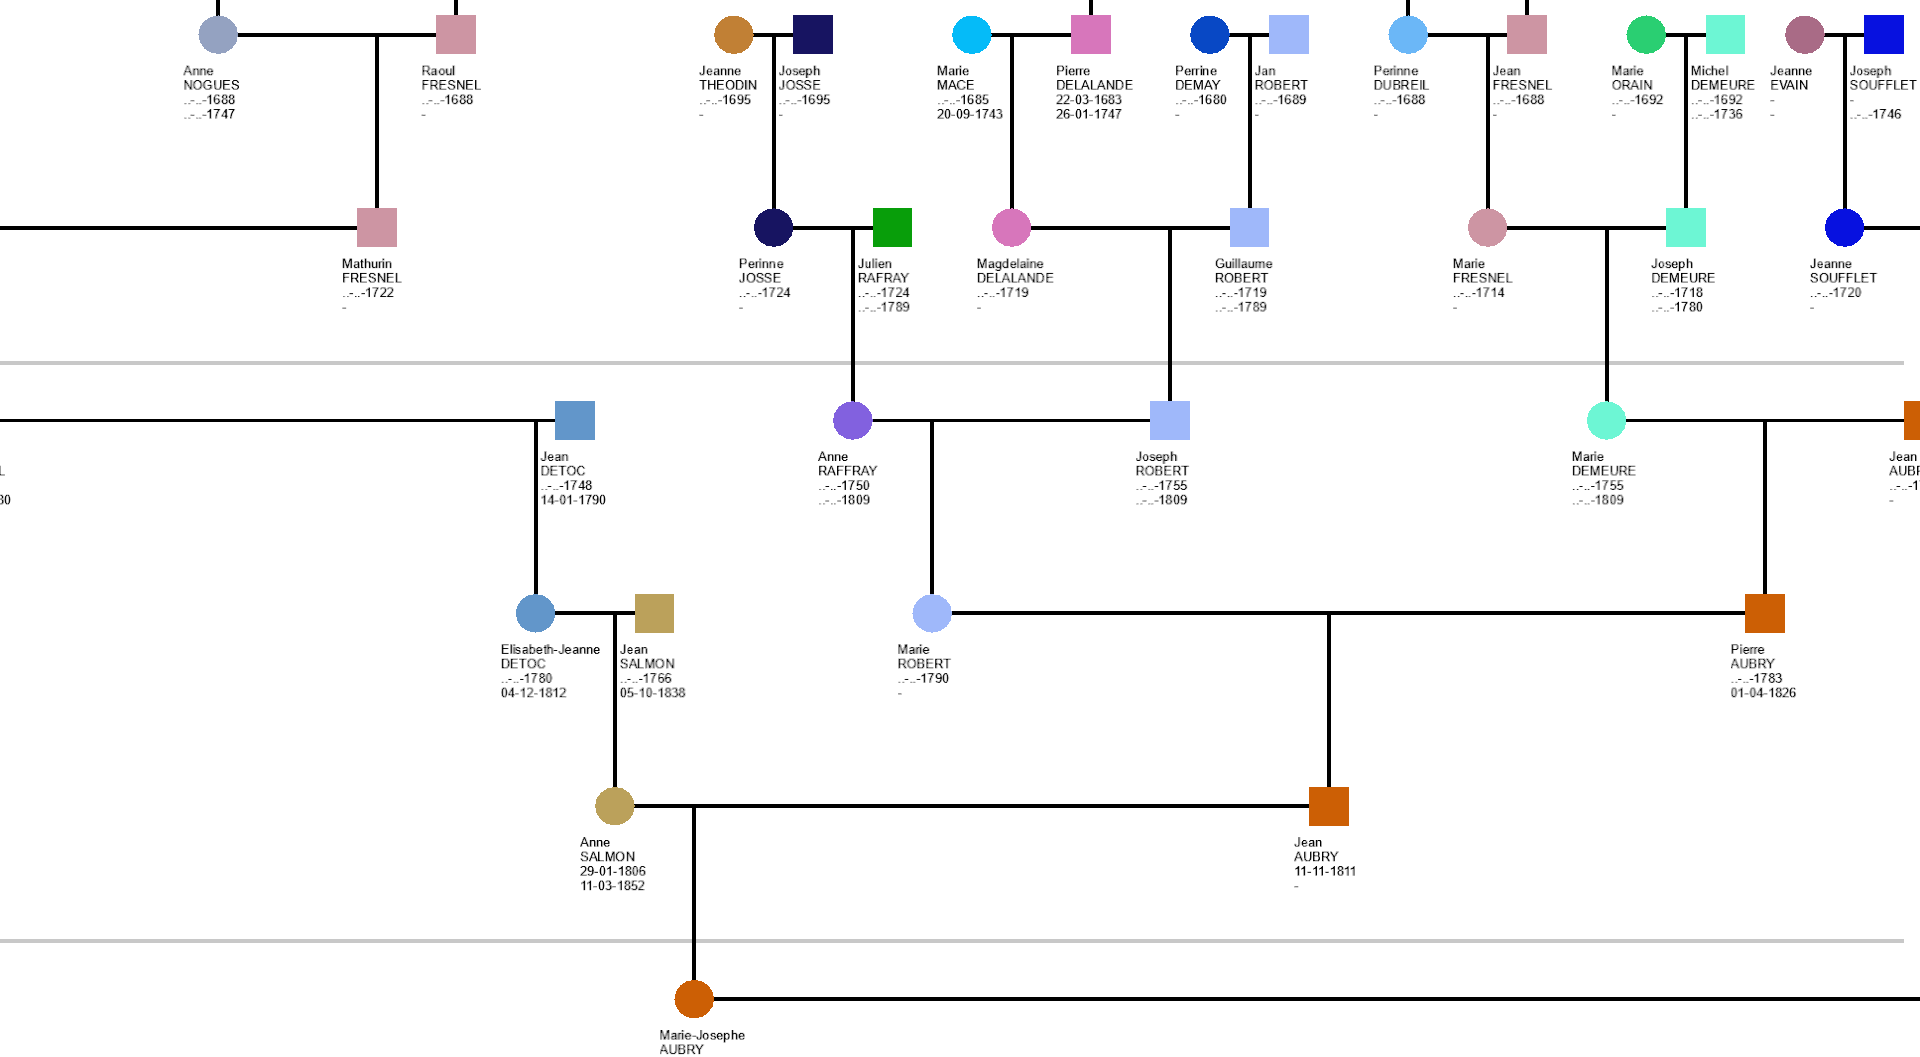 Anne
NOGUES
..-..-1688
..-..-1747
Raoul
FRESNEL
..-..-1688
-
Jeanne
THEODIN
..-..-1695
-
Joseph
JOSSE
..-..-1695
-
Marie
MACE
..-..-1685
20-09-1743
Pierre
DELALANDE
22-03-1683
26-01-1747
Perrine
DEMAY
..-..-1680
-
Jan
ROBERT
..-..-1689
-
Perinne
DUBREIL
..-..-1688
-
Jean
FRESNEL
..-..-1688
-
Marie
ORAIN
..-..-1692
-
Michel
DEMEURE
..-..-1692
..-..-1736
Jeanne
EVAIN
-
-
Joseph
SOUFFLET
-
..-..-1746
Mathurin
FRESNEL
..-..-1722
-
Perinne
JOSSE
..-..-1724
-
Julien
RAFRAY
..-..-1724
..-..-1789
Magdelaine
DELALANDE
..-..-1719
-
Guillaume
ROBERT
..-..-1719
..-..-1789
Marie
FRESNEL
..-..-1714
-
Joseph
DEMEURE
..-..-1718
..-..-1780
Jeanne
SOUFFLET
..-..-1720
-
L
30
Jean
DETOC
..-..-1748
14-01-1790
Anne
RAFFRAY
..-..-1750
..-..-1809
Joseph
ROBERT
..-..-1755
..-..-1809
Marie
DEMEURE
..-..-1755
..-..-1809
Jean
AUB
..-..-1
-
Elisabeth-Jeanne
DETOC
..-..-1780
04-12-1812
Jean
SALMON
..-..-1766
05-10-1838
Marie
ROBERT
..-..-1790
-
Pierre
AUBRY
..-..-1783
01-04-1826
Anne
SALMON
29-01-1806
11-03-1852
Jean
AUBRY
11-11-1811
-
Marie-Josephe
AUBRY